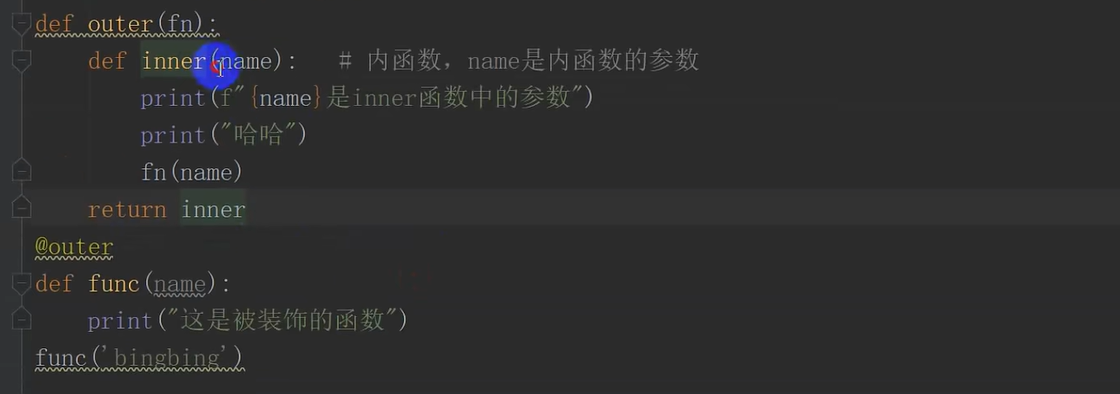 def outer(fn):
    def inner(name):   # 内函数，name是内函数的参数
        print(f"{name}是inner函数中的参数")
        print("哈哈")
        fn(name)
    return inner
@outer
def func(name):
    print("这是被装饰的函数")
func('bingbing')